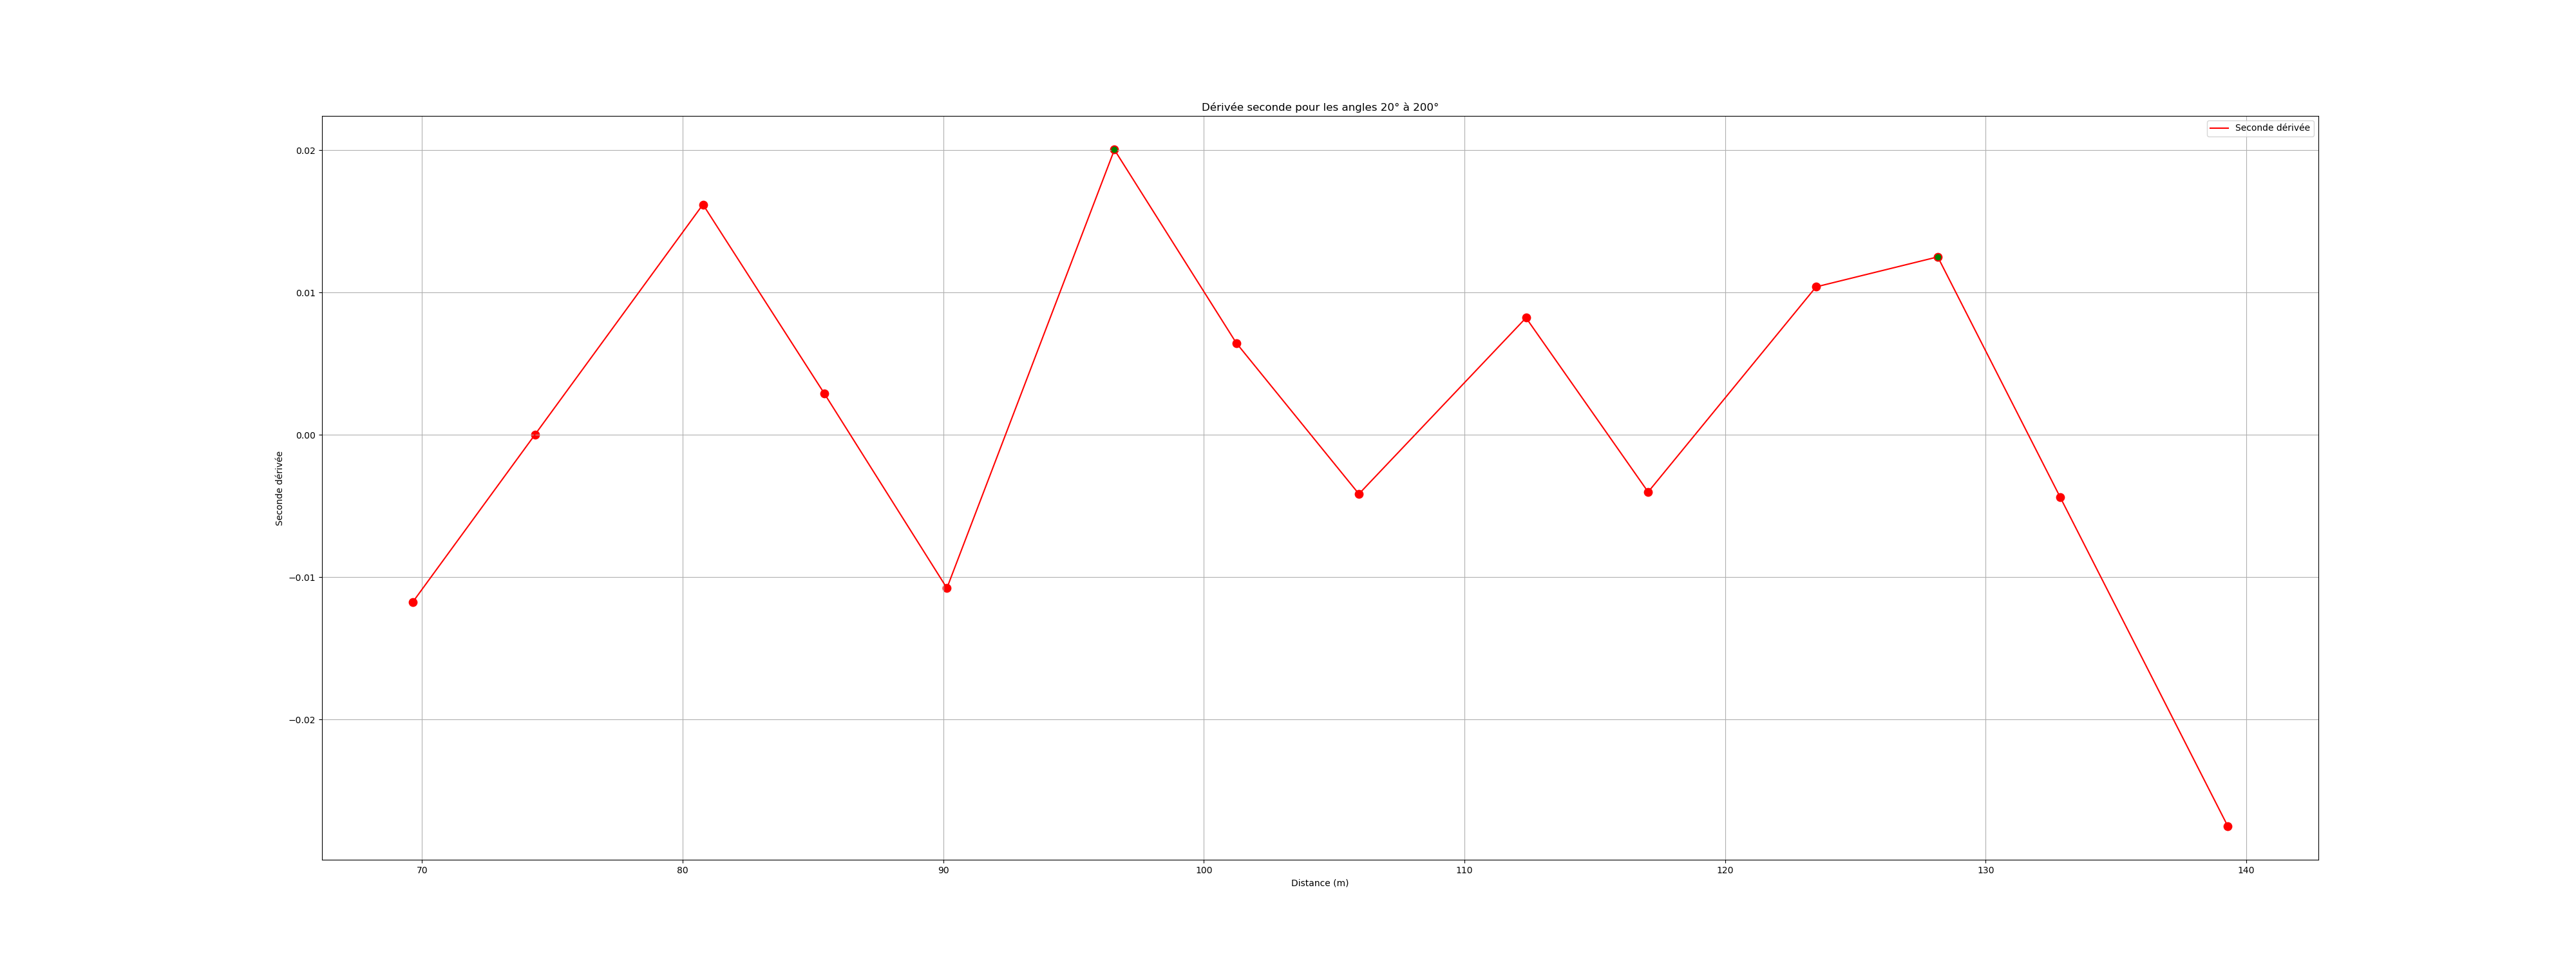 Dérivée seconde pour les angles 20° à 200°
Seconde dérivée
0.02
0.01
0.00
−0.01
−0.02
Seconde dérivée
70 80 90 100 110 120 130 140
Distance (m)